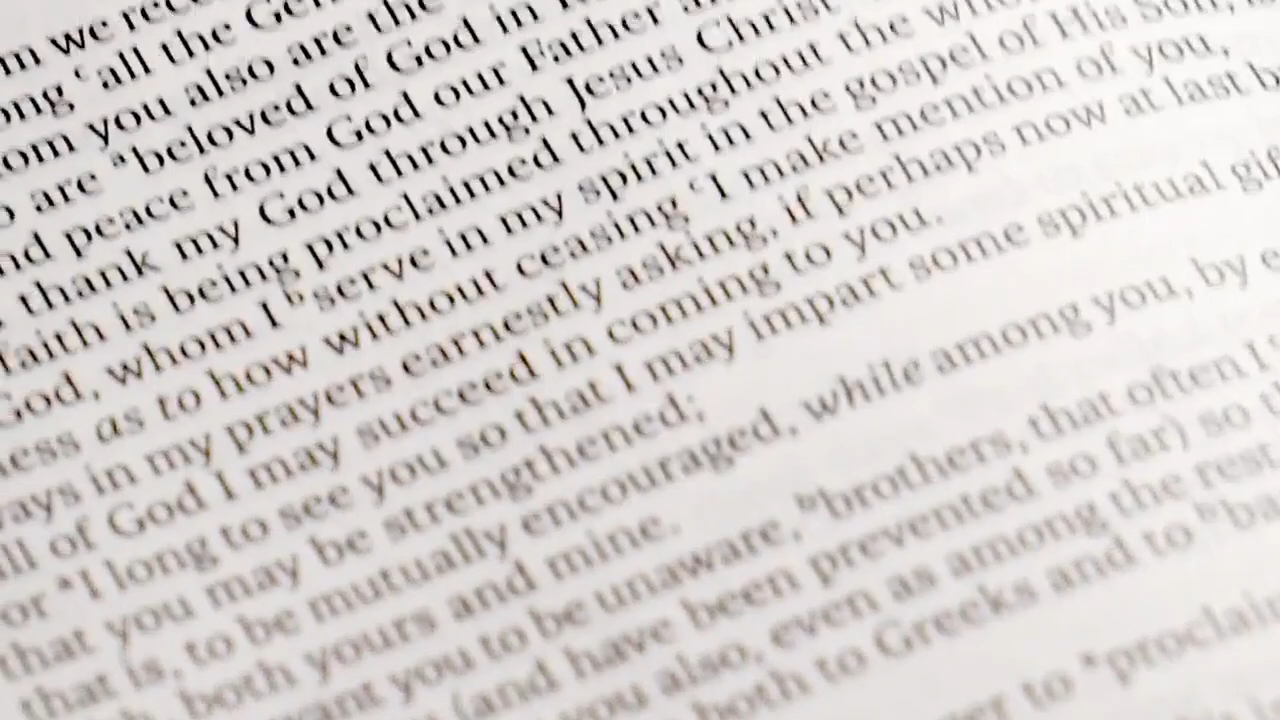 m we rece
ong ᶜall the Gen
om you also are the
are ᵃbeloved of God in
nd peace from God our Father a
thank my God through Jesus Christ
faith is being proclaimed throughout the who
God, whom I ᵇserve in my spirit in the gospel of His Son, is
ness as to how without ceasing ᶜI make mention of you,
ways in my prayers earnestly asking, if perhaps now at last b
ll of God I may succeed in coming to you.
or ᵃI long to see you so that I may impart some spiritual gif
that you may be strengthened;
that is, to be mutually encouraged, while among you, by e
both yours and mine.
want you to be unaware, ᵇbrothers, that often I
(and have been prevented so far) so t
you also, even as among the rest
both to Greeks and to ᵇba
er to ᵃproclaim